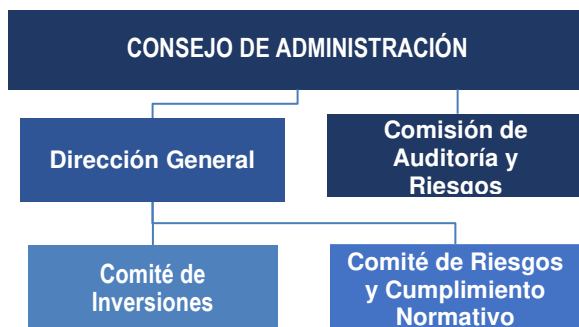 CONSEJO DE ADMINISTRACIÓN
Dirección General
Comisión de
Auditoría y
Riesgos
Comité de
Inversiones
Comité de Riesgos
y Cumplimiento
Normativo